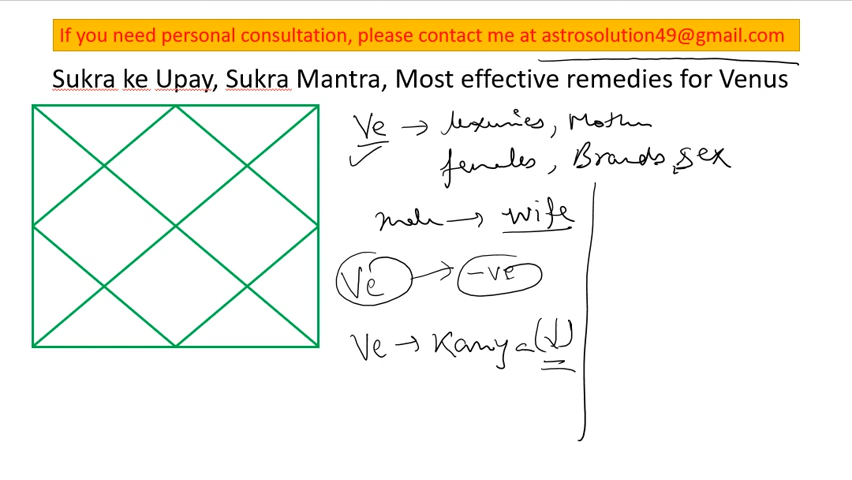 If you need personal consultation, please contact me at astrosolution49@gmail.com
Sukra ke Upay, Sukra Mantra, Most effective remedies for Venus
Ve → luxuries, Mother
females, Brands, sex
male → wife
Ve → -ve
Ve → Kanya (↓)